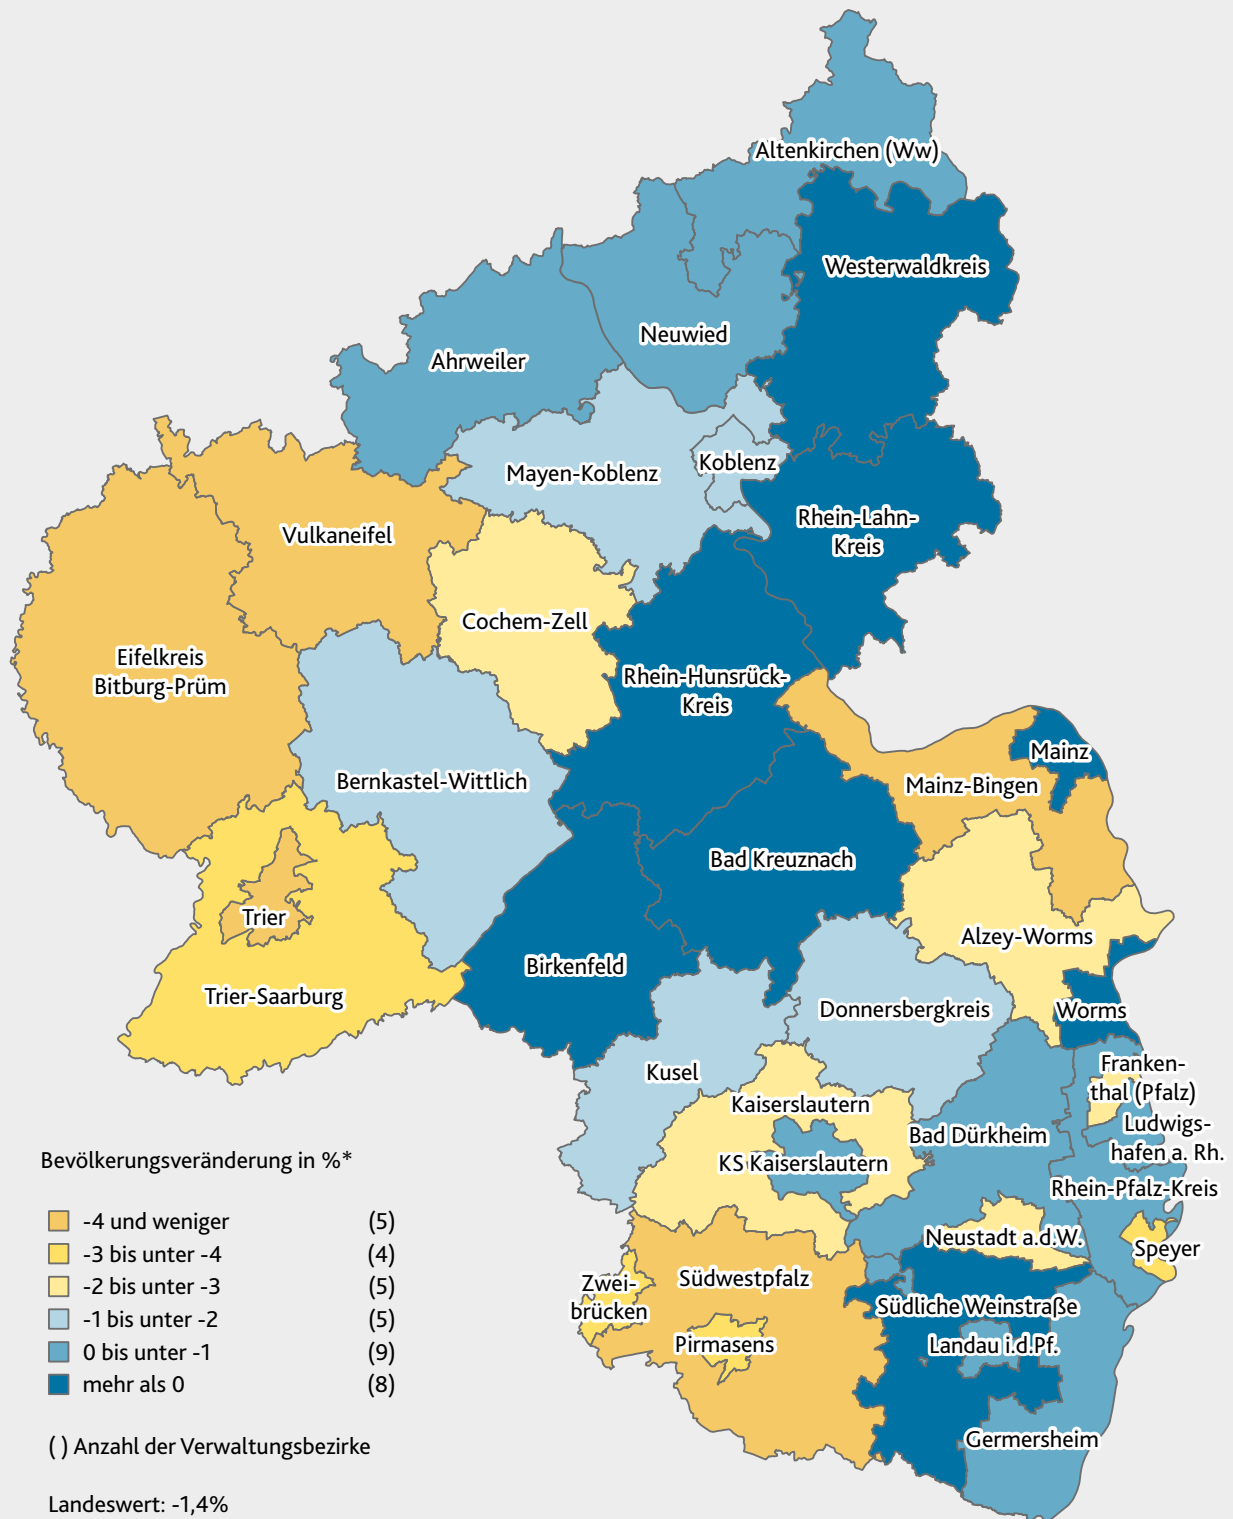 Altenkirchen (Ww)
Westerwaldkreis
Neuwied
Ahrweiler
Koblenz
Mayen-Koblenz
Rhein-Lahn-
Kreis
Vulkaneifel
Cochem-Zell
Eifelkreis
Bitburg-Prüm
Rhein-Hunsrück-
Kreis
Mainz
Bernkastel-Wittlich
Mainz-Bingen
Bad Kreuznach
Trier
Alzey-Worms
Birkenfeld
Trier-Saarburg
Donnersbergkreis
Worms
Kusel
Franken-
thal (Pfalz)
Kaiserslautern
Ludwigs-
hafen a. Rh.
Bad Dürkheim
KS Kaiserslautern
Rhein-Pfalz-Kreis
Neustadt a.d.W.
Speyer
Südwestpfalz
Zwei-
brücken
Südliche Weinstraße
Pirmasens
Landau i.d.Pf.
Germersheim
Bevölkerungsveränderung in %*
-4 und weniger (5)
-3 bis unter -4 (4)
-2 bis unter -3 (5)
-1 bis unter -2 (5)
0 bis unter -1 (9)
mehr als 0 (8)
( ) Anzahl der Verwaltungsbezirke
Landeswert: -1,4%